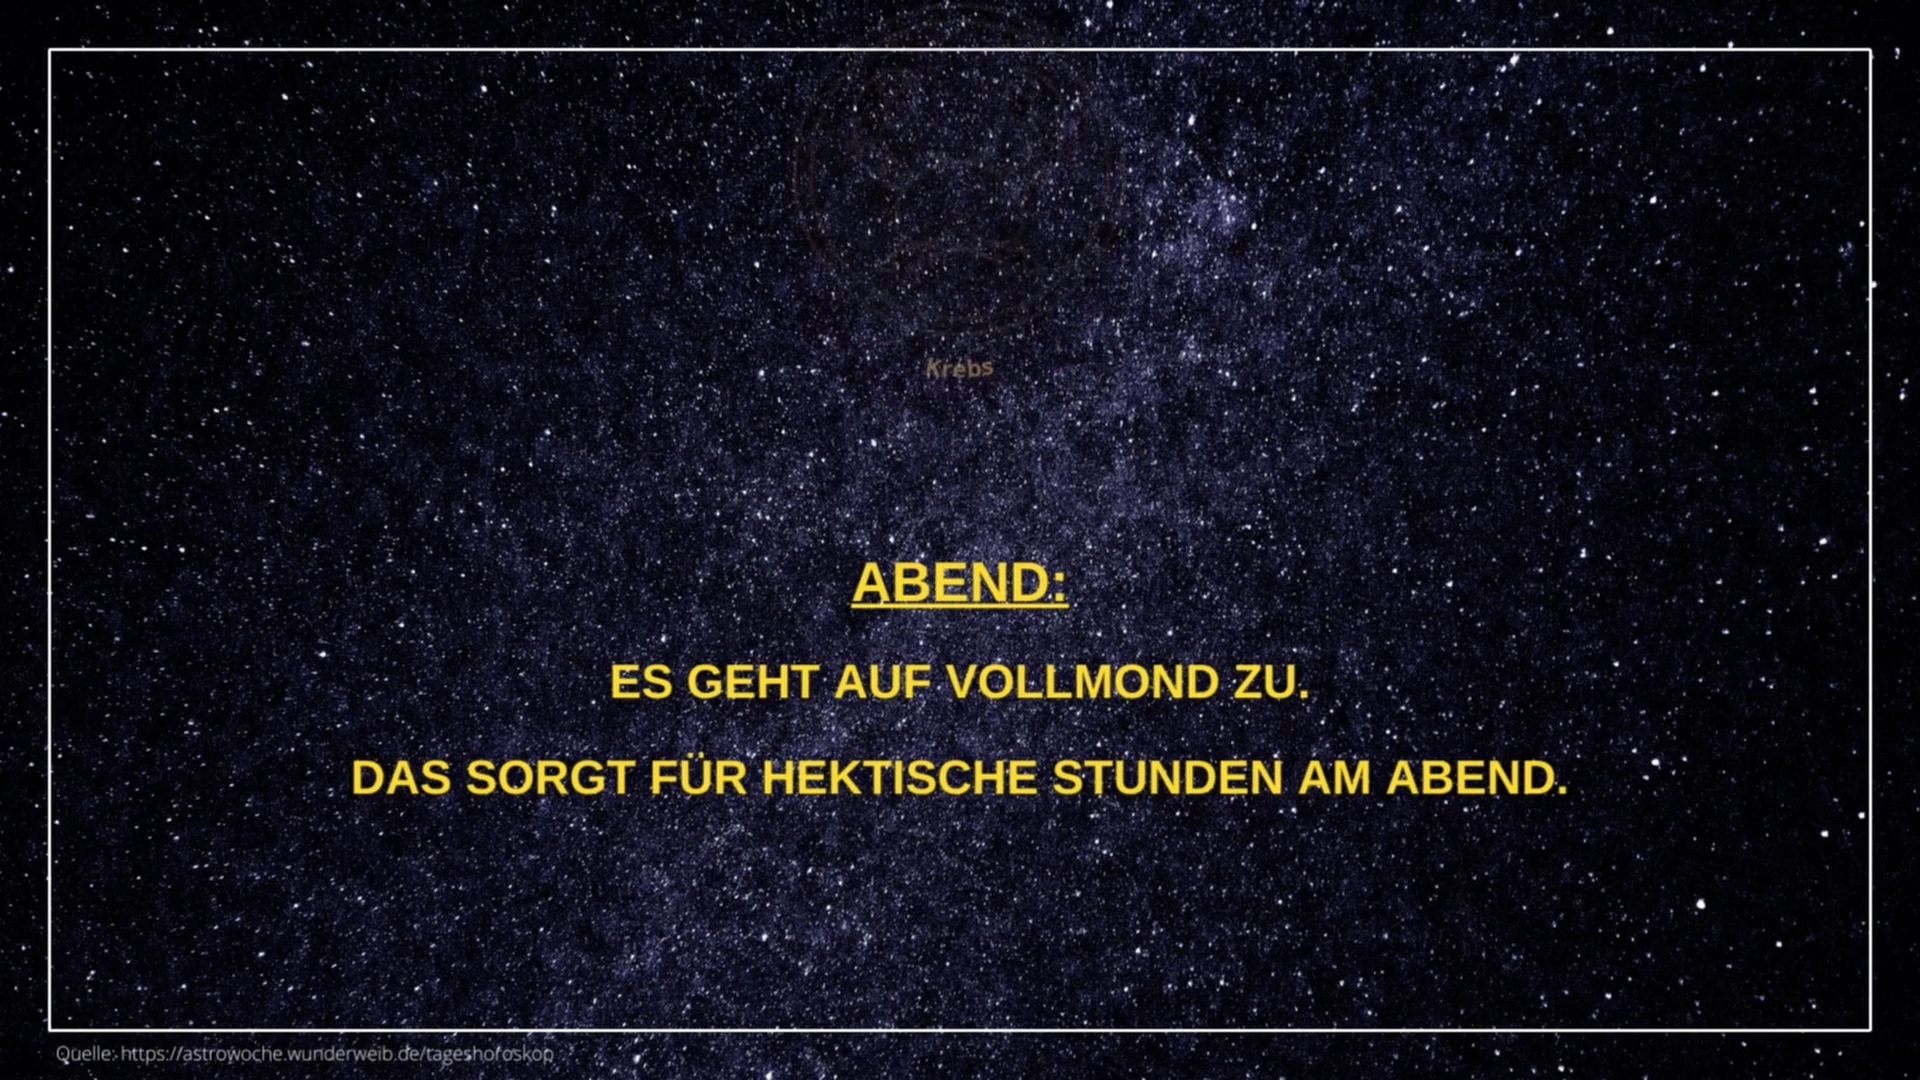 Krebs
ABEND:
ES GEHT AUF VOLLMOND ZU.
DAS SORGT FÜR HEKTISCHE STUNDEN AM ABEND.
Quelle: https://astrowoche.wunderweib.de/tageshoroskop